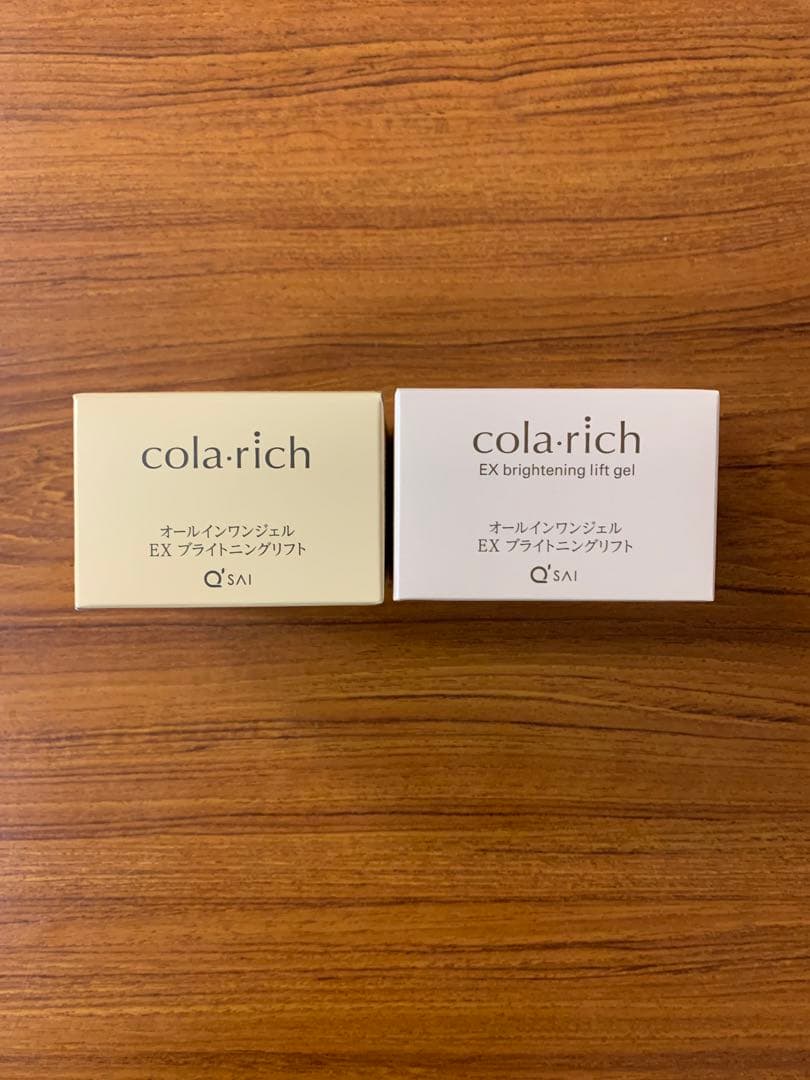 cola·rich
オールインワンジェル
EX ブライトニングリフト
Q'SAI
cola·rich
EX brightening lift gel
オールインワンジェル
EX ブライトニングリフト
Q'SAI